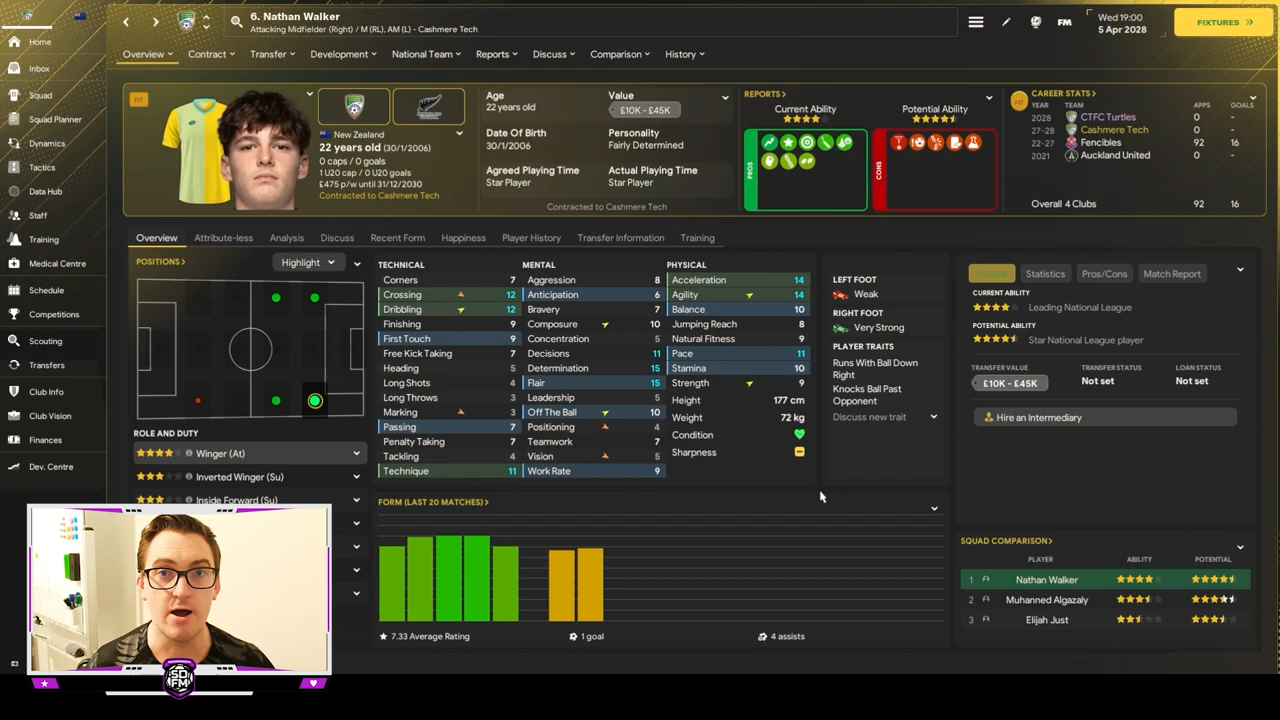 6. Nathan Walker
Attacking Midfielder (Right) / M (RL), AM (L) - Cashmere Tech
FM
Wed 19:00
5 Apr 2028
FIXTURES
Overview Contract Transfer Development National Team Reports Discuss Comparison History
Home
Inbox
Squad
Squad Planner
Dynamics
Tactics
Data Hub
Staff
Training
Medical Centre
Schedule
Competitions
Scouting
Transfers
Club Info
Club Vision
Finances
Dev. Centre
FIT
New Zealand
22 years old (30/1/2006)
0 caps / 0 goals
1 U20 cap / 0 U20 goals
£475 p/w until 31/12/2030
Contracted to Cashmere Tech
Age
22 years old
Value
£10K - £45K
Date Of Birth
30/1/2006
Personality
Fairly Determined
Agreed Playing Time
Star Player
Actual Playing Time
Star Player
Contracted to Cashmere Tech
REPORTS
Current Ability
Potential Ability
PROS
CONS
FIT
CAREER STATS
YEAR TEAM APPS GOALS
2028 CTFC Turtles 0 -
27-28 Cashmere Tech 0 -
22-27 Fencibles 92 16
2021 Auckland United 0 -
Overall 4 Clubs 92 16
Overview Attribute-less Analysis Discuss Recent Form Happiness Player History Transfer Information Training
POSITIONS
Highlight
ROLE AND DUTY
Winger (At)
Inverted Winger (Su)
Inside Forward (Su)
TECHNICAL
Corners 7
Crossing 12
Dribbling 12
Finishing 9
First Touch 9
Free Kick Taking 7
Heading 5
Long Shots 4
Long Throws 3
Marking 3
Passing 7
Penalty Taking 7
Tackling 4
Technique 11
MENTAL
Aggression 8
Anticipation 6
Bravery 7
Composure 10
Concentration 5
Decisions 11
Determination 15
Flair 15
Leadership 5
Off The Ball 10
Positioning 4
Teamwork 7
Vision 5
Work Rate 9
PHYSICAL
Acceleration 14
Agility 14
Balance 10
Jumping Reach 8
Natural Fitness 9
Pace 11
Stamina 10
Strength 9
Height 177 cm
Weight 72 kg
Condition
Sharpness
LEFT FOOT
Weak
RIGHT FOOT
Very Strong
PLAYER TRAITS
Runs With Ball Down
Right
Knocks Ball Past
Opponent
Discuss new trait
Statistics Pros/Cons Match Report
CURRENT ABILITY
Leading National League
POTENTIAL ABILITY
Star National League player
TRANSFER VALUE
£10K - £45K
TRANSFER STATUS
Not set
LOAN STATUS
Not set
Hire an Intermediary
FORM (LAST 20 MATCHES)
7.33 Average Rating
1 goal
4 assists
SQUAD COMPARISON
PLAYER ABILITY POTENTIAL
1 Nathan Walker
2 Muhanned Algazaly
3 Elijah Just
SD
FM